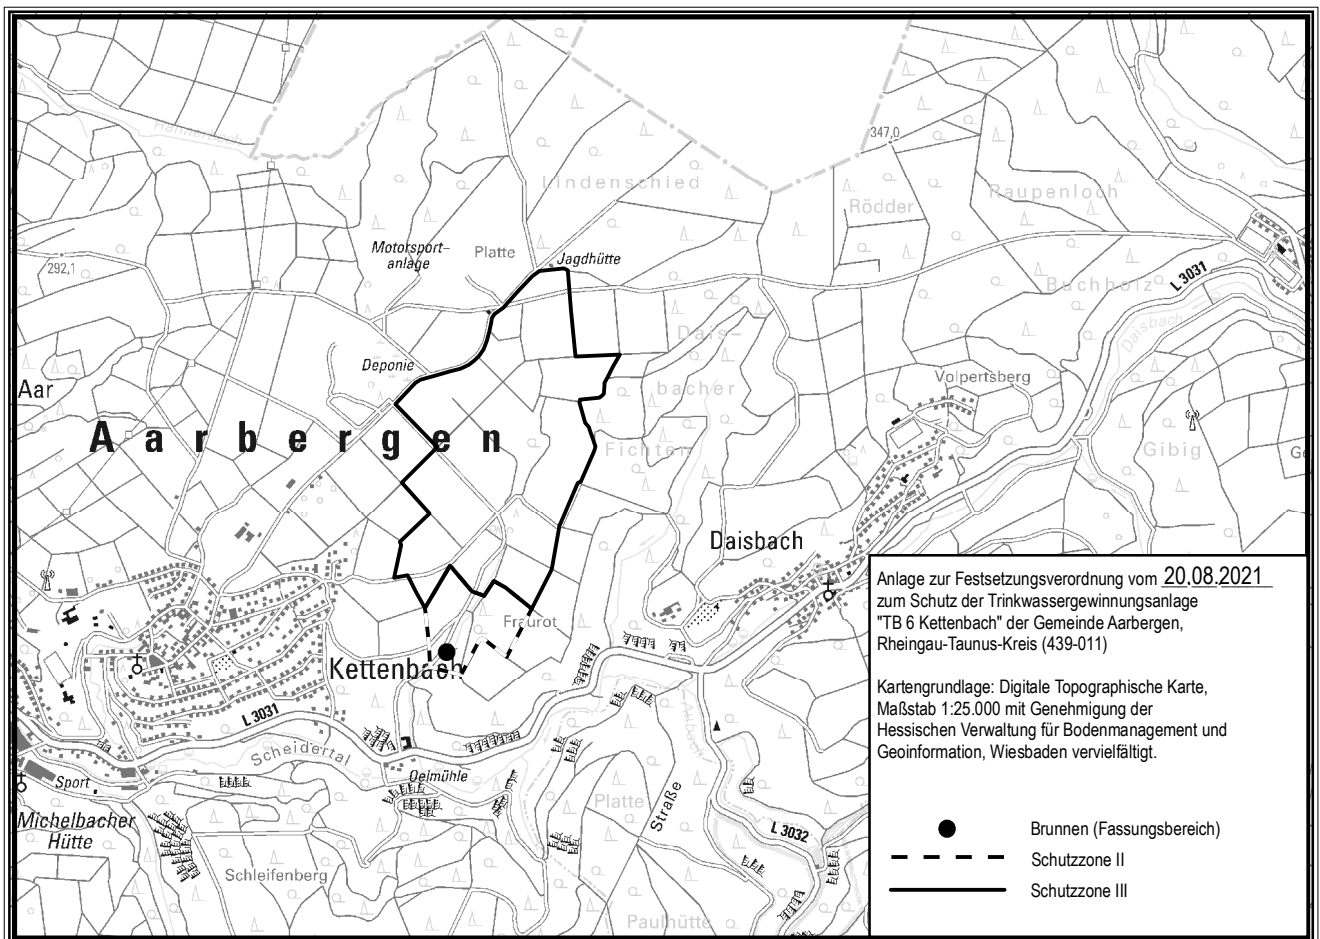 Hahnerbach
347,0
Lindenschied
Raupenloch
Rödder
Motorsport–
anlage
Platte
Jagdhütte
292,1
L 3031
Buchholz
Daisbach
Dais–
bacher
Fichten
Deponie
Volpertsberg
Aar
Aarbergen
Gibig
Daisbach
Fraurot
Kettenbach
L 3031
Scheidertal
Aubach
Sport
Oelmühle
Michelbacher
Hütte
Platte
Straße
L 3032
Schleifenberg
Paulhütte
Anlage zur Festsetzungsverordnung vom 20.08.2021
zum Schutz der Trinkwassergewinnungsanlage
"TB 6 Kettenbach" der Gemeinde Aarbergen,
Rheingau-Taunus-Kreis (439-011)
Kartengrundlage: Digitale Topographische Karte,
Maßstab 1:25.000 mit Genehmigung der
Hessischen Verwaltung für Bodenmanagement und
Geoinformation, Wiesbaden vervielfältigt.
Brunnen (Fassungsbereich)
Schutzzone II
Schutzzone III